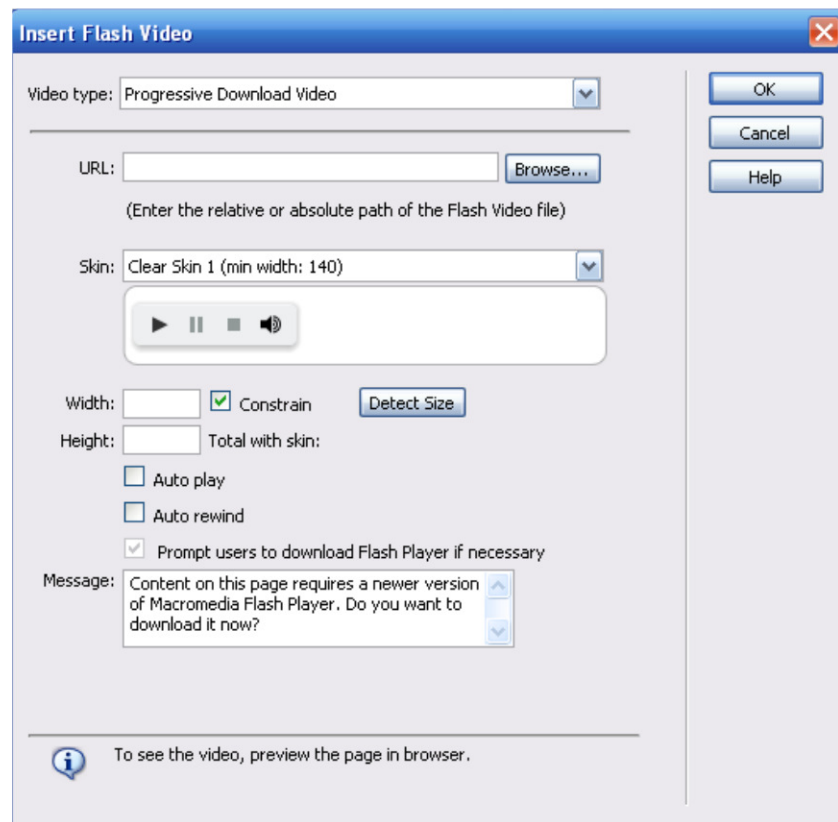 Insert Flash Video
Video type: Progressive Download Video
OK
Cancel
Help
URL: Browse...
(Enter the relative or absolute path of the Flash Video file)
Skin: Clear Skin 1 (min width: 140)
Width: Constrain Detect Size
Height: Total with skin:
Auto play
Auto rewind
Prompt users to download Flash Player if necessary
Message: Content on this page requires a newer version
of Macromedia Flash Player. Do you want to
download it now?
To see the video, preview the page in browser.